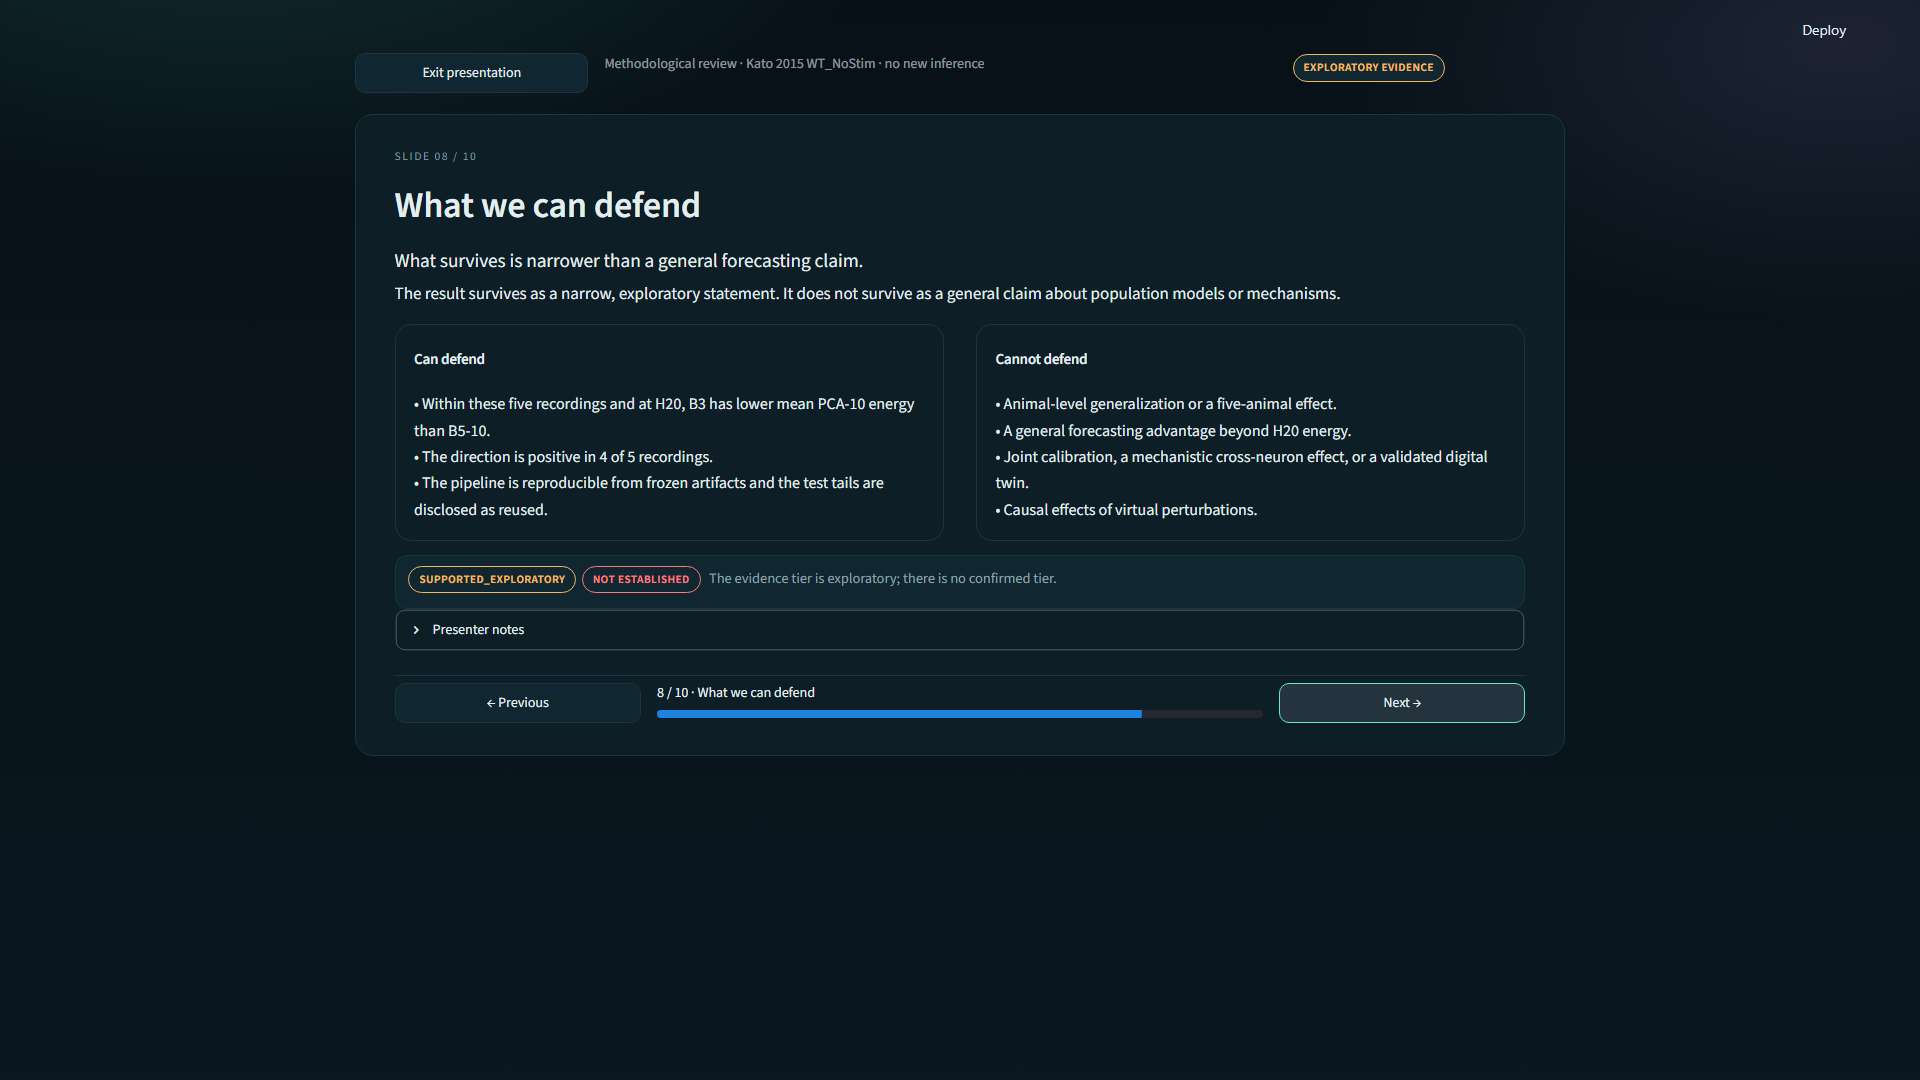 Deploy
Exit presentation
Methodological review · Kato 2015 WT_NoStim · no new inference
EXPLORATORY EVIDENCE
SLIDE 08 / 10
What we can defend
What survives is narrower than a general forecasting claim.
The result survives as a narrow, exploratory statement. It does not survive as a general claim about population models or mechanisms.
Can defend
• Within these five recordings and at H20, B3 has lower mean PCA-10 energy
than B5-10.
• The direction is positive in 4 of 5 recordings.
• The pipeline is reproducible from frozen artifacts and the test tails are
disclosed as reused.
Cannot defend
• Animal-level generalization or a five-animal effect.
• A general forecasting advantage beyond H20 energy.
• Joint calibration, a mechanistic cross-neuron effect, or a validated digital
twin.
• Causal effects of virtual perturbations.
SUPPORTED_EXPLORATORY NOT ESTABLISHED The evidence tier is exploratory; there is no confirmed tier.
Presenter notes
← Previous
8 / 10 · What we can defend
Next →